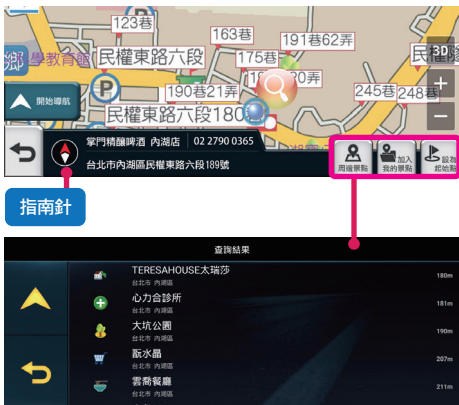 123巷
163巷
191巷62弄
3D
民權東路六段
175巷
學教育館
鄉
20弄
190巷21弄
245巷
248巷
P
開始導航
民權東路六段180
掌門精釀啤酒 內湖店 02 2790 0365
台北市內湖區民權東路六段189號
周邊景點
加入
我的景點
設為
起始點
指南針
查詢結果
TERESAHOUSE太瑞莎
台北市 內湖區
180m
心力合診所
台北市 內湖區
181m
大坑公園
台北市 內湖區
190m
翫水晶
台北市 內湖區
207m
雲喬餐廳
台北市 內湖區
211m